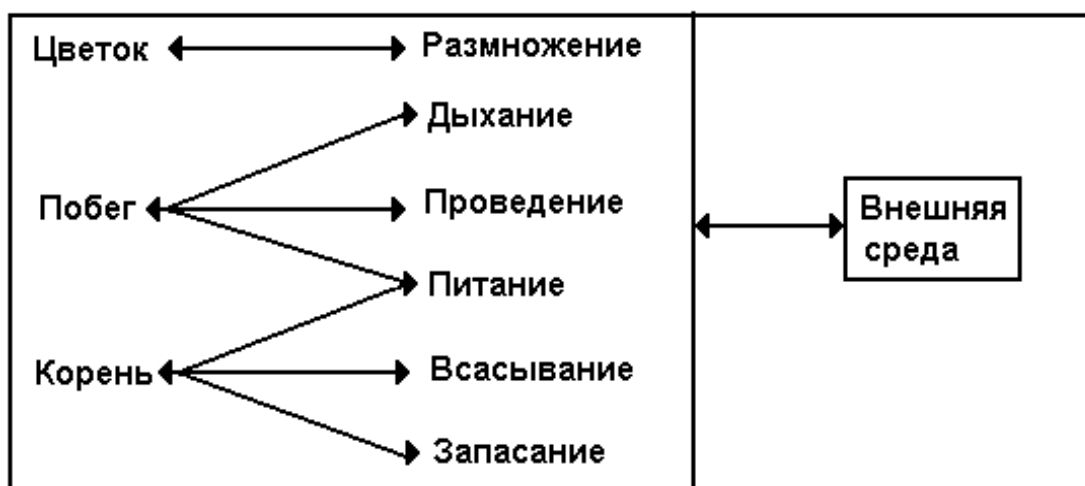 Цветок
Размножение
Дыхание
Побег
Проведение
Внешняя
среда
Питание
Корень
Всасывание
Запасание